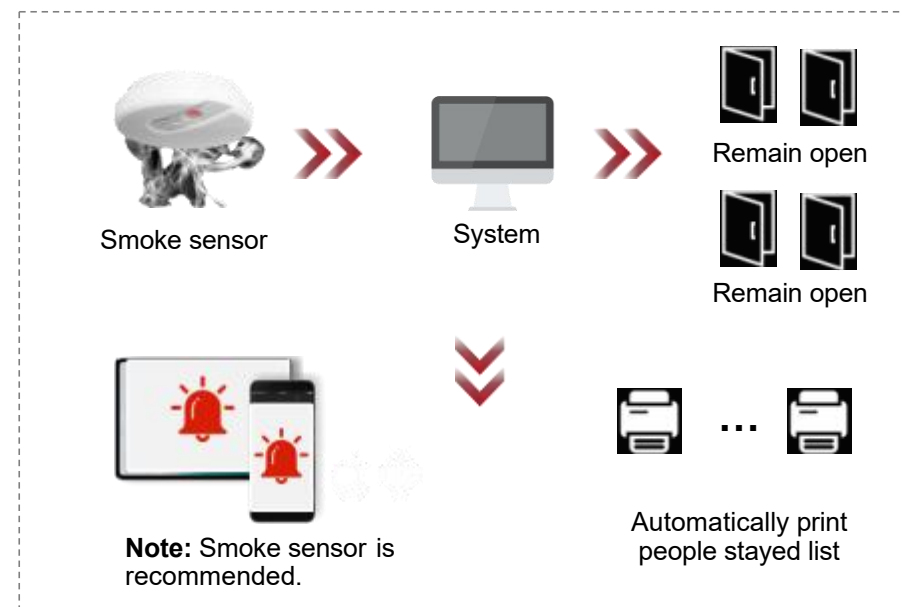 Remain open
Smoke sensor
System
Remain open
...
Automatically print
people stayed list
Note: Smoke sensor is
recommended.